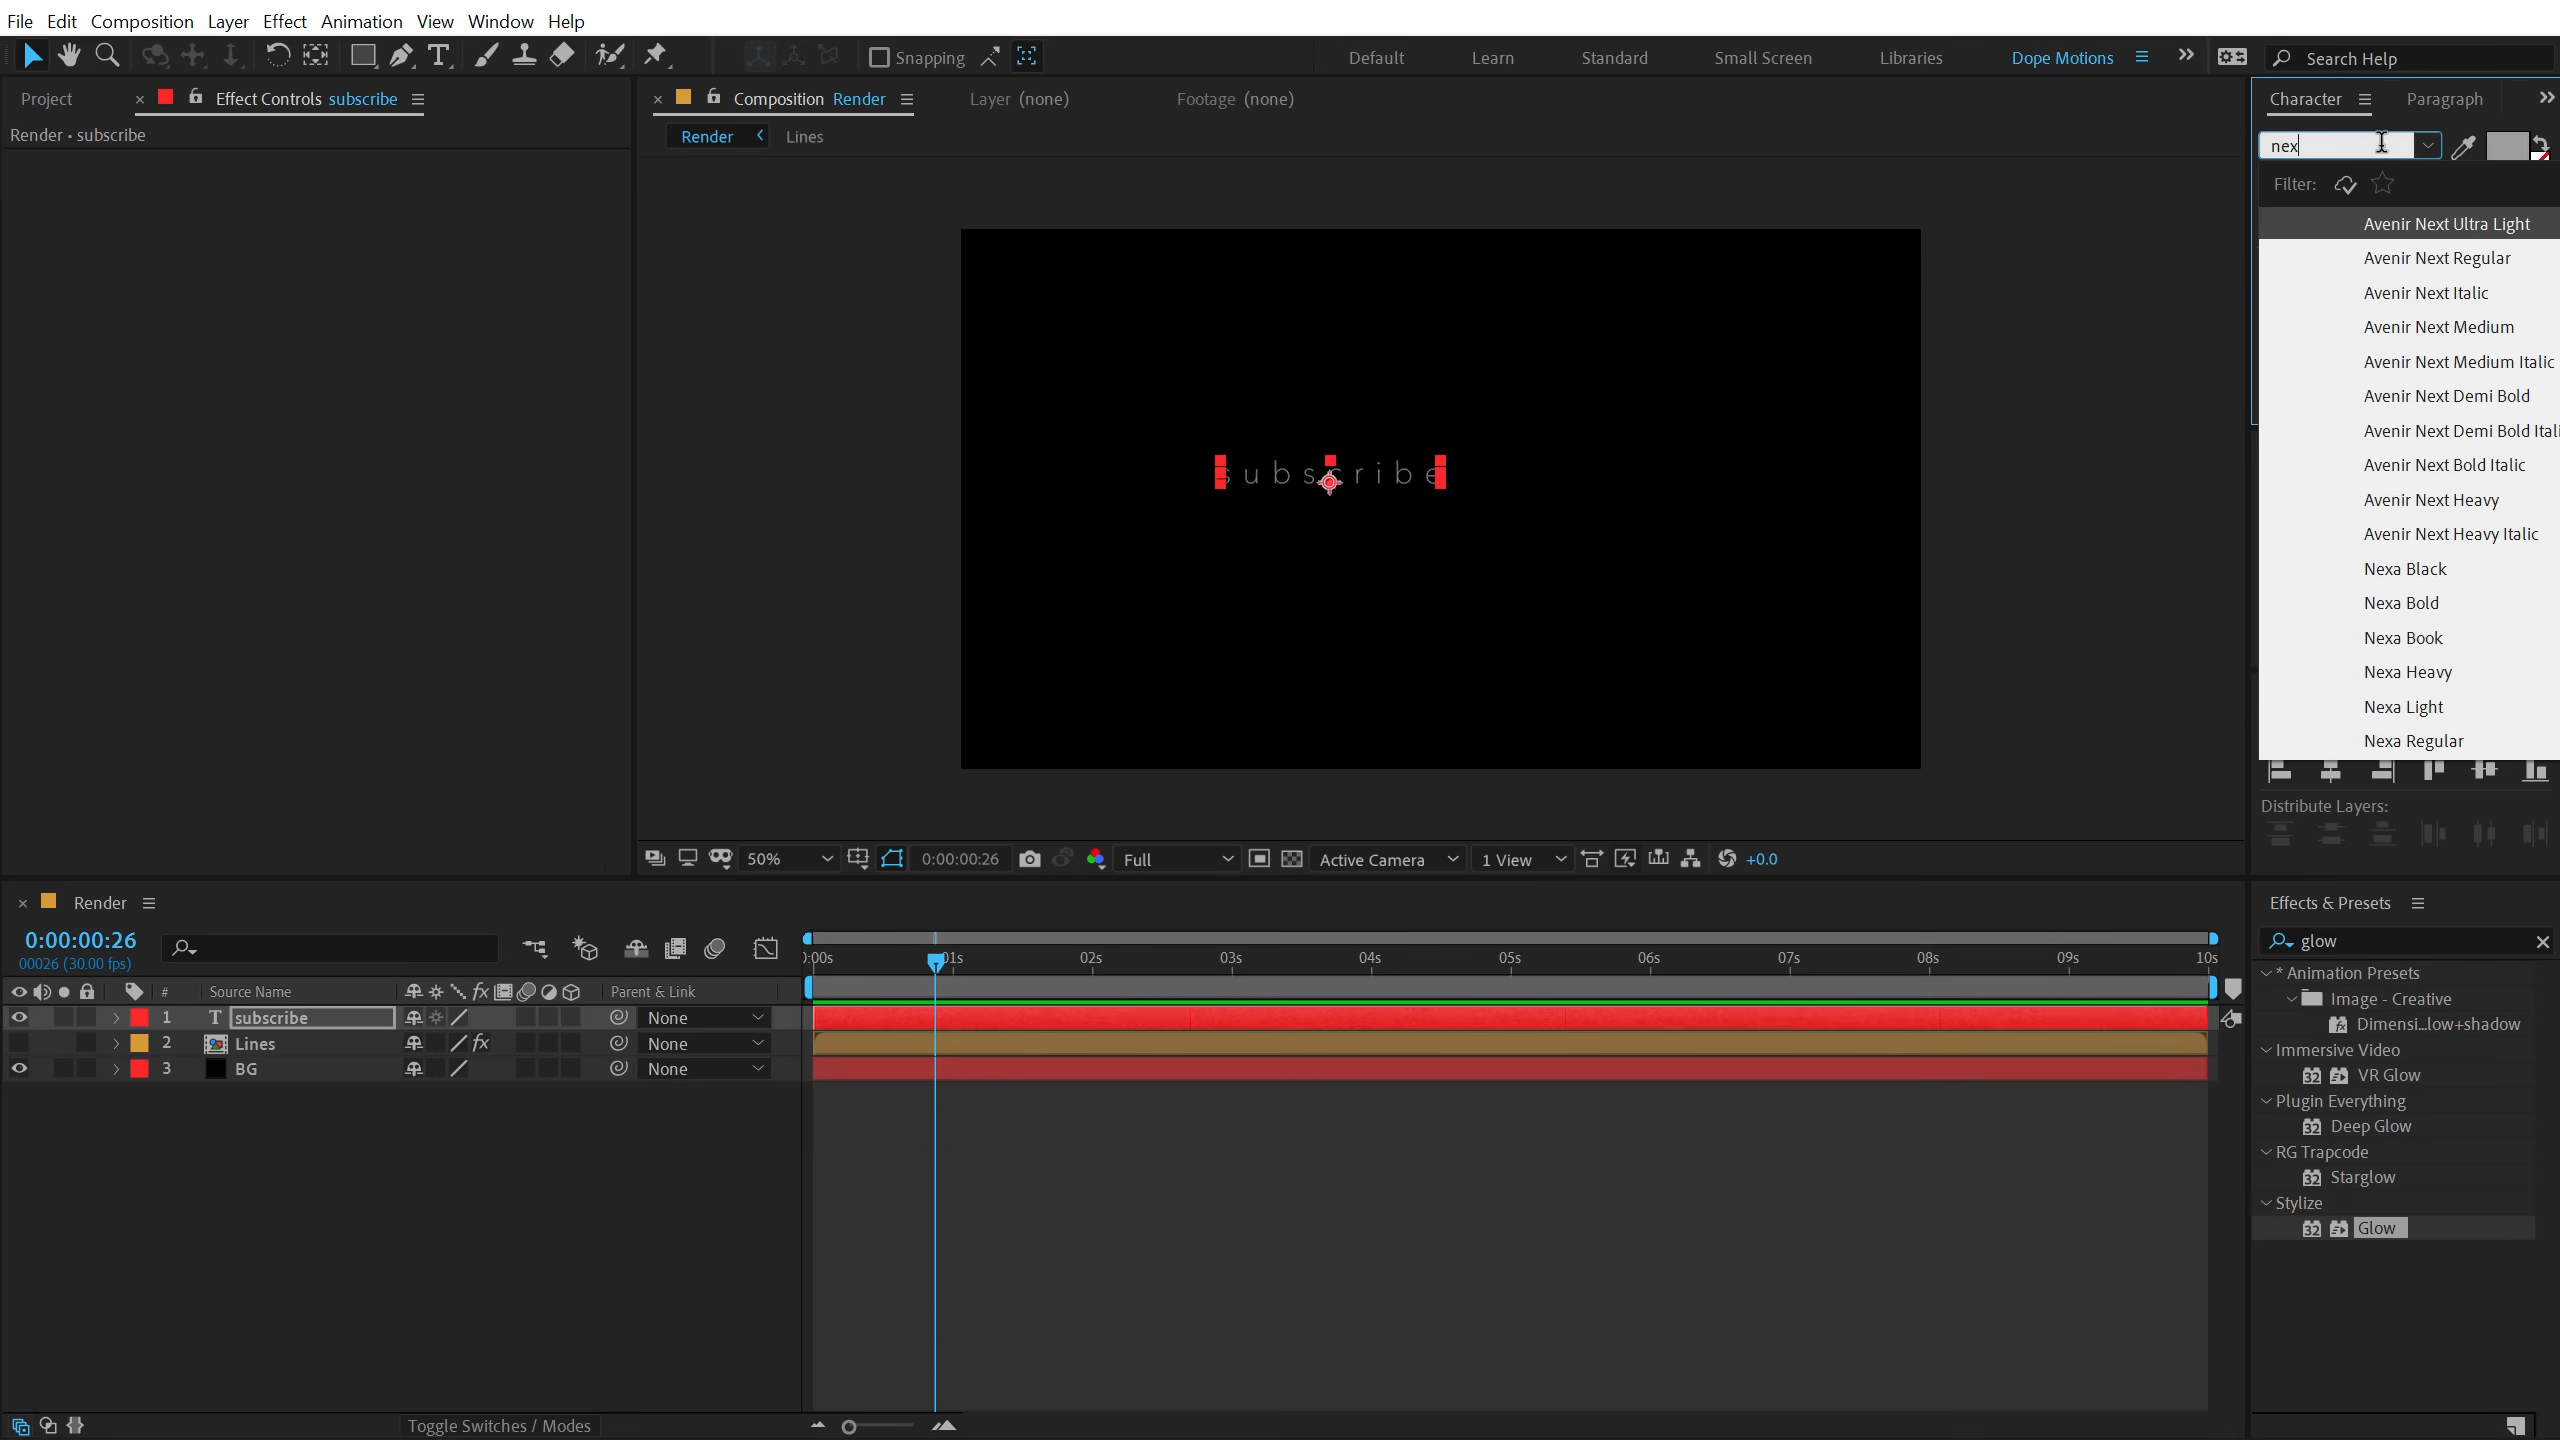 File Edit Composition Layer Effect Animation View Window Help
Snapping Default Learn Standard Small Screen Libraries Dope Motions Search Help
Project Effect Controls subscribe
Render • subscribe
Composition Render Layer (none) Footage (none)
Render Lines
subscribe
Character Paragraph
nex
Filter:
Avenir Next Ultra Light
Avenir Next Regular
Avenir Next Italic
Avenir Next Medium
Avenir Next Medium Italic
Avenir Next Demi Bold
Avenir Next Demi Bold Itali
Avenir Next Bold Italic
Avenir Next Heavy
Avenir Next Heavy Italic
Nexa Black
Nexa Bold
Nexa Book
Nexa Heavy
Nexa Light
Nexa Regular
Distribute Layers:
50% 0:00:00:26 Full Active Camera 1 View +0.0
Render
0:00:00:26
00026 (30.00 fps)
# Source Name fx Parent & Link
1 T subscribe None
2 Lines fx None
3 BG None
):00s 01s 02s 03s 04s 05s 06s 07s 08s 09s 10s
Toggle Switches / Modes
Effects & Presets
glow
* Animation Presets
Image - Creative
Dimensi...low+shadow
Immersive Video
32 VR Glow
Plugin Everything
32 Deep Glow
RG Trapcode
32 Starglow
Stylize
32 Glow